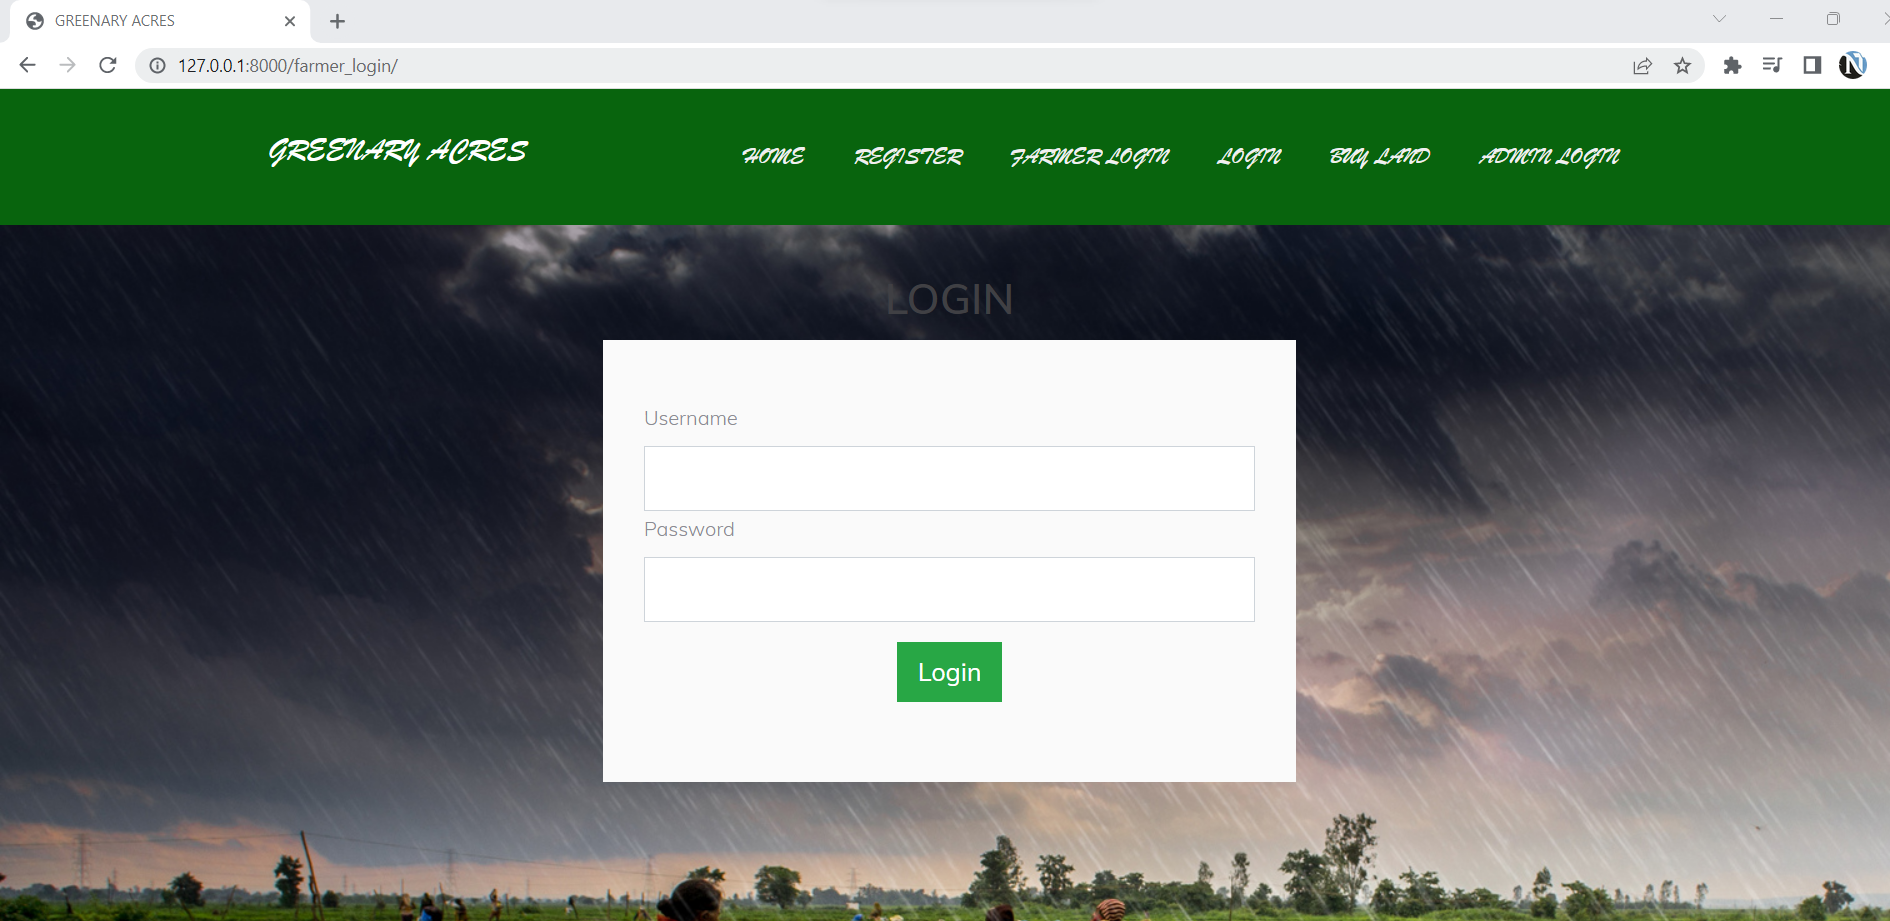 GREENARY ACRES
127.0.0.1:8000/farmer_login/
GREENARY ACRES HOME REGISTER FARMER LOGIN LOGIN BUY LAND ADMIN LOGIN
LOGIN
Username
Password
Login